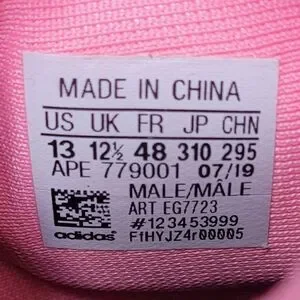 MADE IN CHINA
US UK FR JP CHN
13 12½ 48 310 295
APE 779001 07/19
MALE/MÂLE
ART EG7723
#123453999
adidas F1HYJZ4r00005